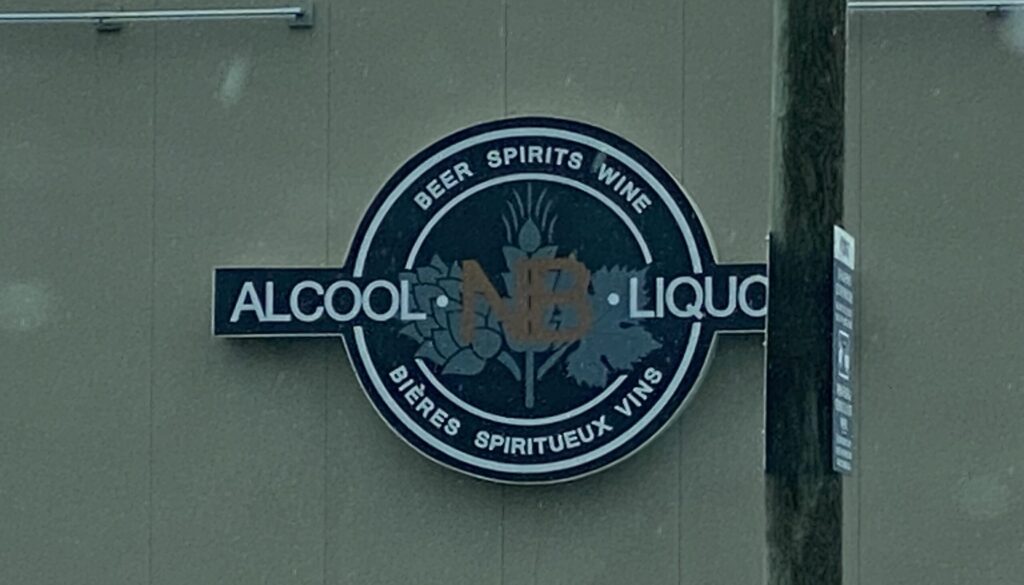 BEER SPIRITS WINE
ALCOOL • NB • LIQUO
BIÈRES SPIRITUEUX VINS